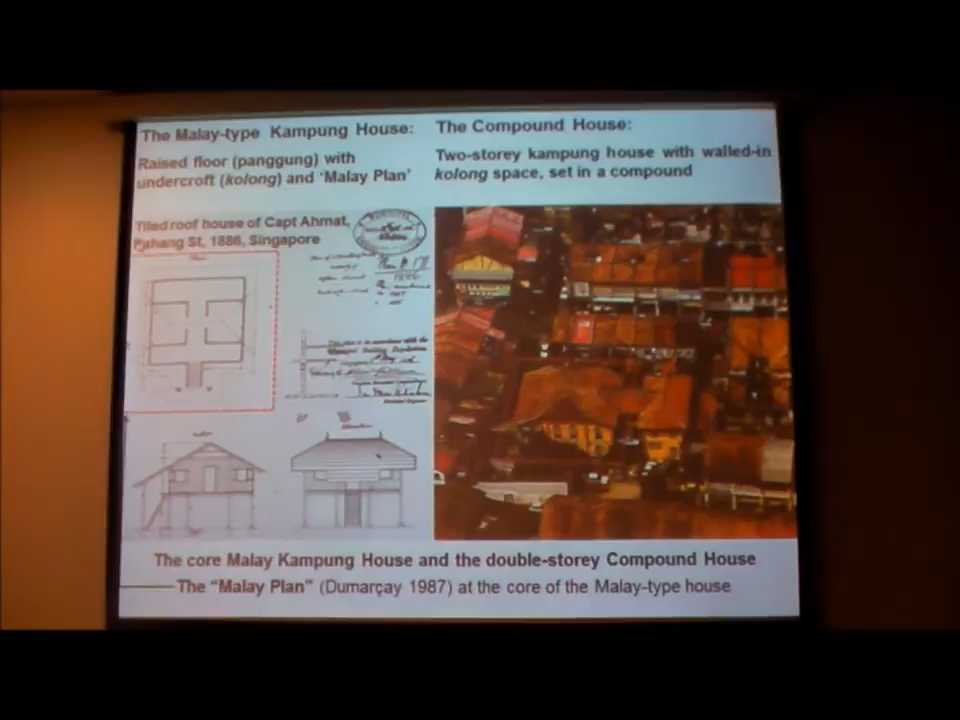 The Malay-type Kampung House:
Raised floor (panggung) with
undercroft (kolong) and 'Malay Plan'
Tiled roof house of Capt Ahmat,
Pahang St, 1886, Singapore
The Compound House:
Two-storey kampung house with walled-in
kolong space, set in a compound
The core Malay Kampung House and the double-storey Compound House
The "Malay Plan" (Dumarçay 1987) at the core of the Malay-type house